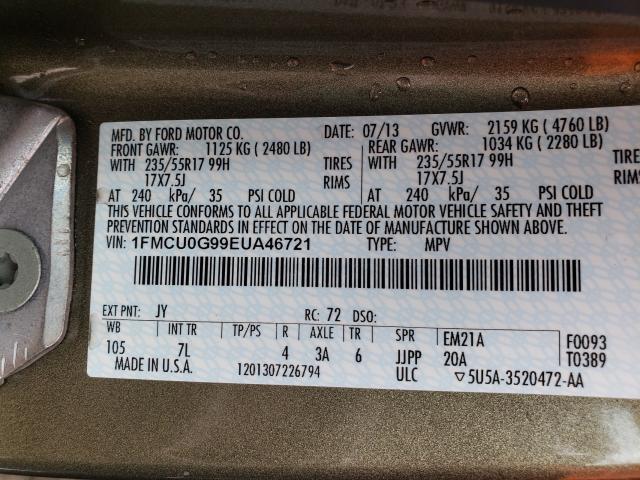 MFD. BY FORD MOTOR CO. DATE: 07/13 GVWR: 2159 KG ( 4760 LB)
FRONT GAWR: 1125 KG ( 2480 LB) REAR GAWR: 1034 KG ( 2280 LB)
WITH 235/55R17 99H TIRES WITH 235/55R17 99H TIRES
17X7.5J RIMS 17X7.5J RIMS
AT 240 kPa/ 35 PSI COLD AT 240 kPa/ 35 PSI COLD
THIS VEHICLE CONFORMS TO ALL APPLICABLE FEDERAL MOTOR VEHICLE SAFETY AND THEFT
PREVENTION STANDARDS IN EFFECT ON THE DATE OF MANUFACTURE SHOWN ABOVE.
VIN: 1FMCU0G99EUA46721 TYPE: MPV
EXT PNT: JY RC: 72 DSO:
WB INT TR TP/PS R AXLE TR SPR EM21A F0093
105 7L 4 3A 6 JJPP 20A T0389
MADE IN U.S.A. 1201307226794 ULC ▽5U5A-3520472-AA